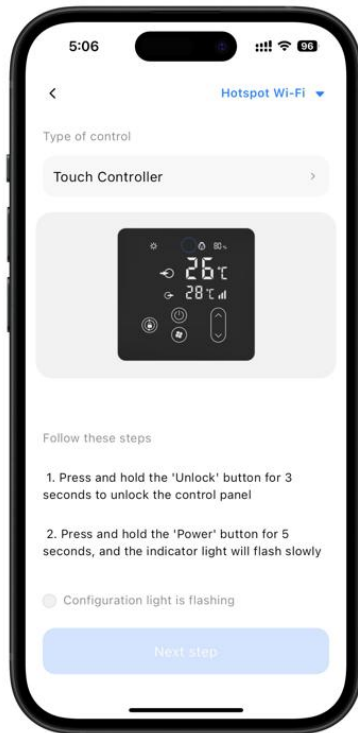 5:06
96
Hotspot Wi-Fi
Type of control
Touch Controller
80%
26℃
28℃
Follow these steps
1. Press and hold the 'Unlock' button for 3
seconds to unlock the control panel
2. Press and hold the 'Power' button for 5
seconds, and the indicator light will flash slowly
Configuration light is flashing
Next step